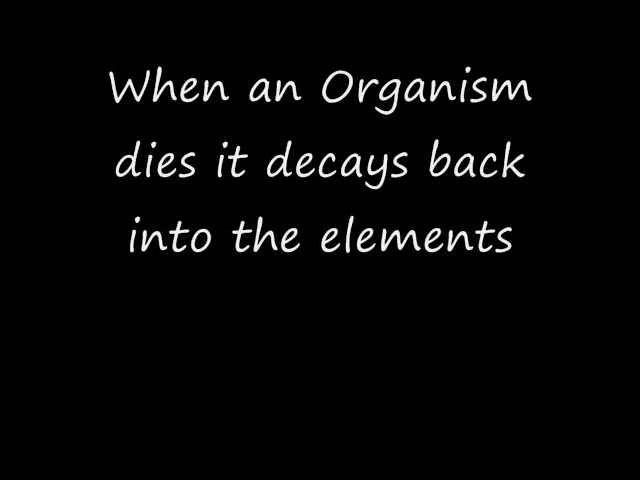 When an Organism
dies it decays back
into the elements